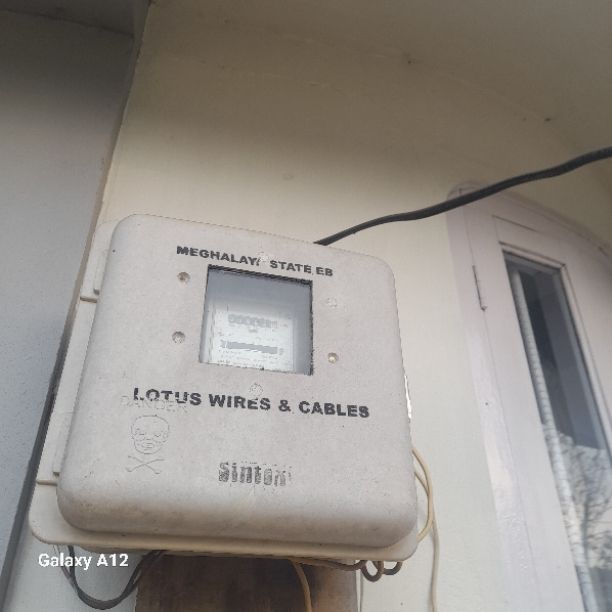 MEGHALAYA STATE EB
LOTUS WIRES & CABLES
DANGER
Sintex
Galaxy A12